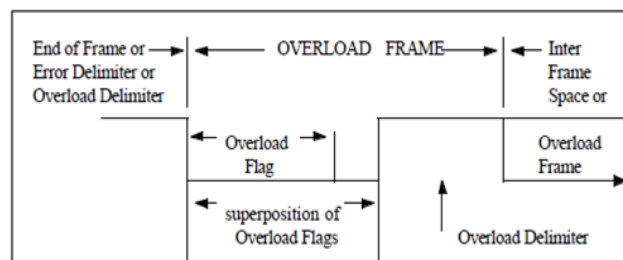 End of Frame or
Error Delimiter or
Overload Delimiter
OVERLOAD FRAME
Inter
Frame
Space or
Overload
Flag
Overload
Frame
superposition of
Overload Flags
Overload Delimiter